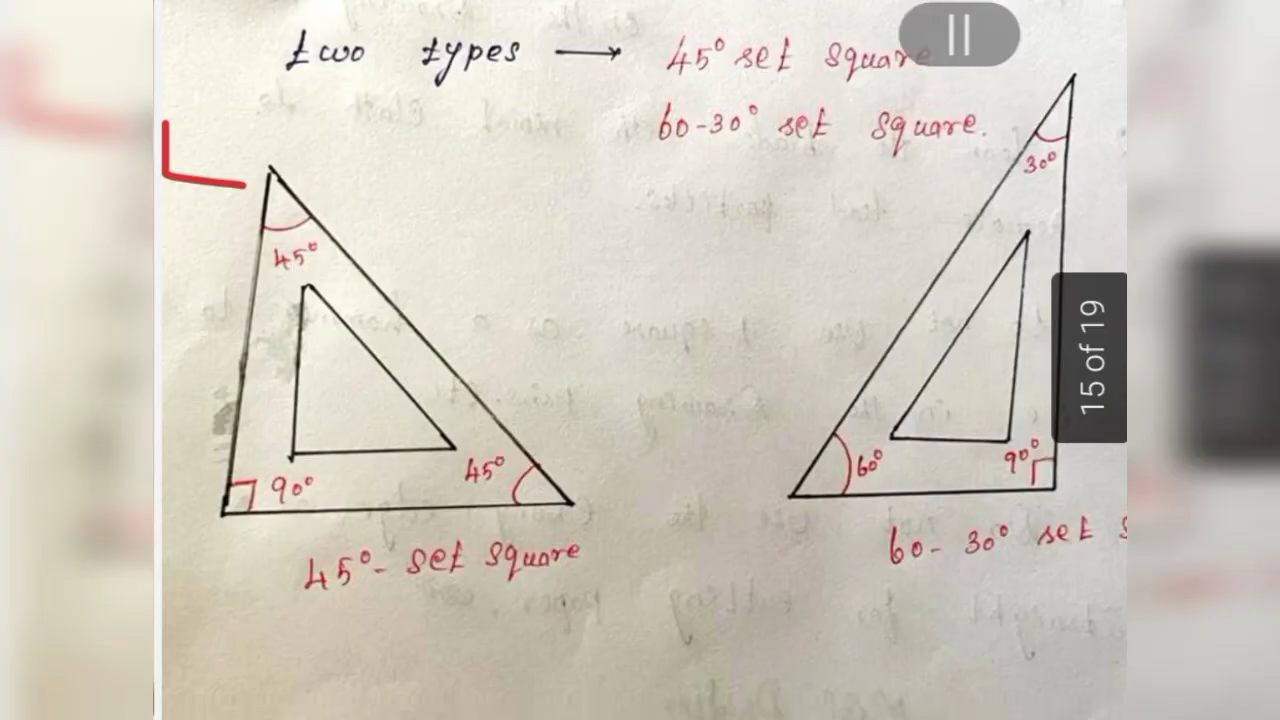 two types → 45° set square
60-30° set square.
45°
90°
45°
45°- set square
30°
60°
90°
60- 30° set
15 of 19